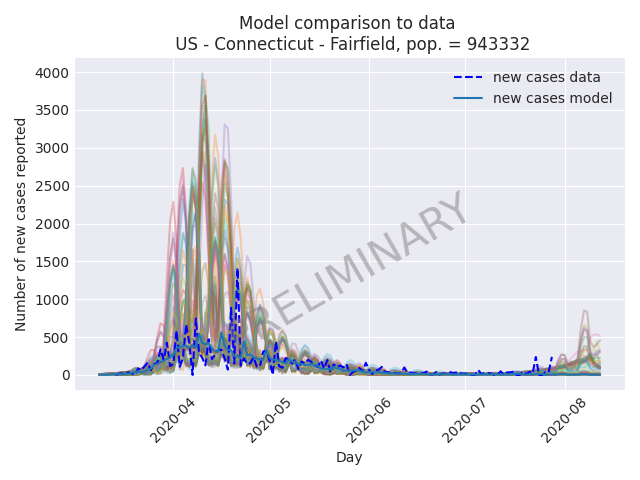 Model comparison to data
US - Connecticut - Fairfield, pop. = 943332
Number of new cases reported
4000
3500
3000
2500
2000
1500
1000
500
0
new cases data
new cases model
PRELIMINARY
2020-04
2020-05
2020-06
2020-07
2020-08
Day